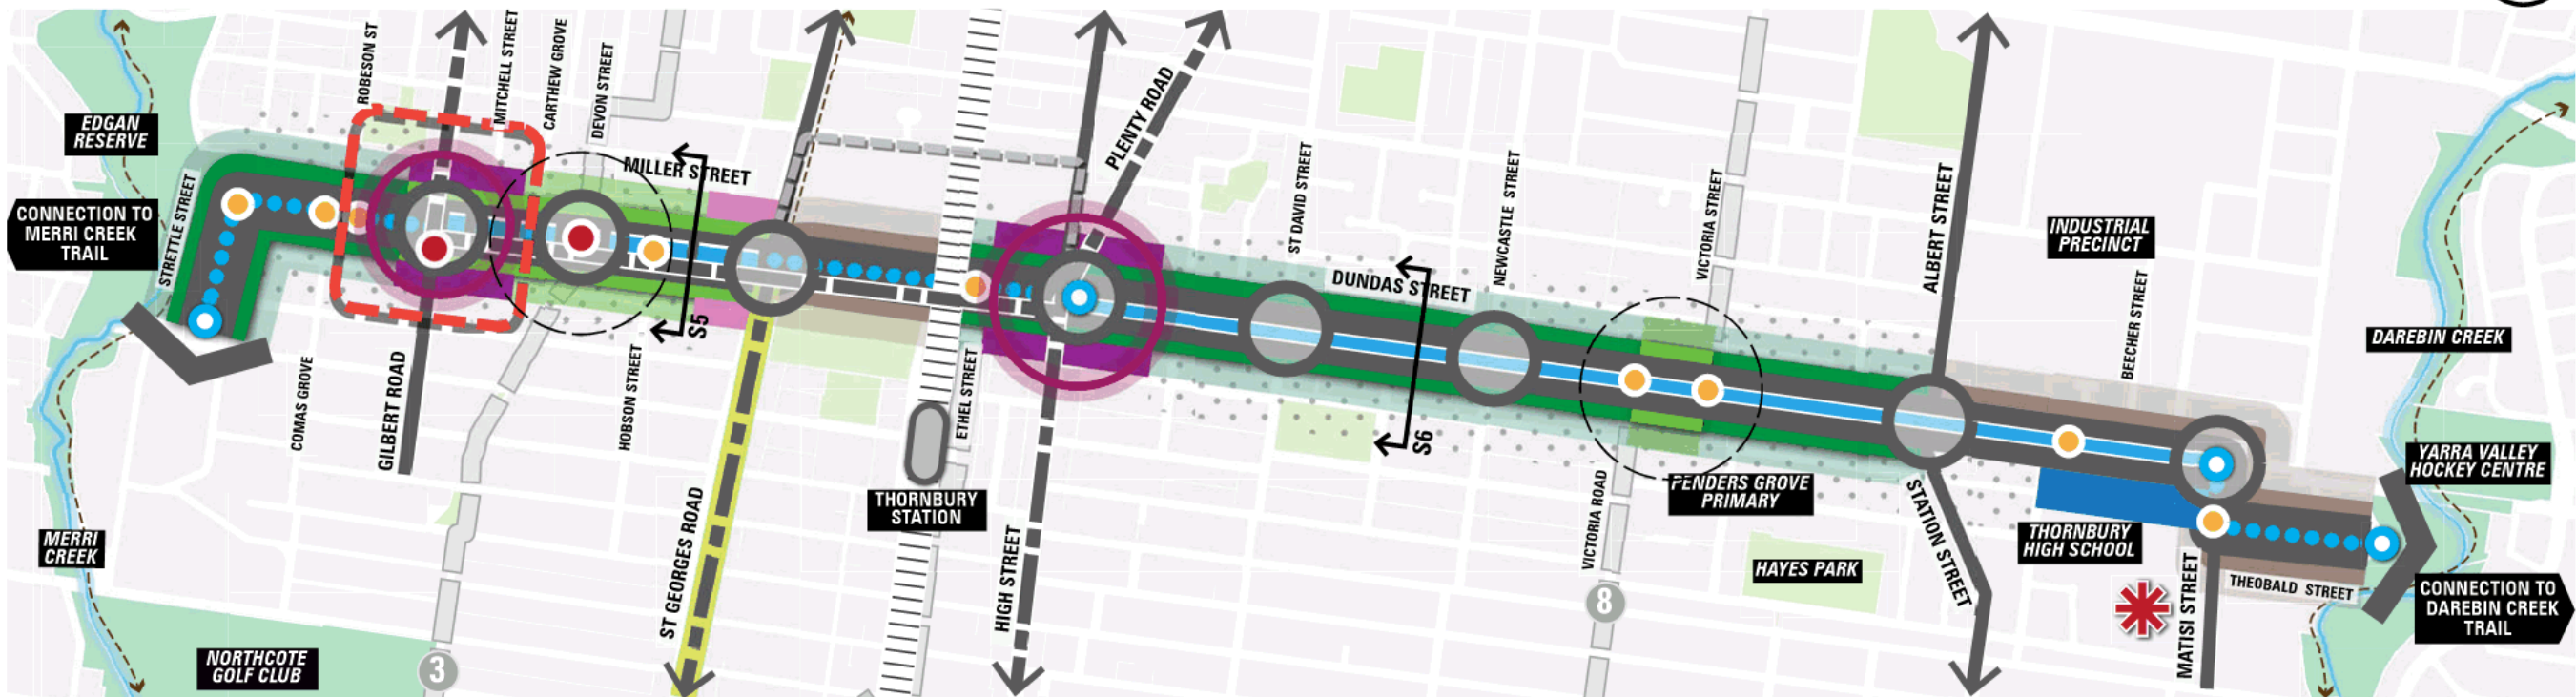 ROBESON ST
MITCHELL STREET
CARTHEW GROVE
DEVON STREET
EDGAN
RESERVE
STRETTLE STREET
CONNECTION TO
MERRI CREEK
TRAIL
MILLER STREET
S5
PLENTY ROAD
ST DAVID STREET
DUNDAS STREET
S6
NEWCASTLE STREET
VICTORIA STREET
ALBERT STREET
INDUSTRIAL
PRECINCT
BEECHER STREET
DAREBIN CREEK
COMAS GROVE
GILBERT ROAD
HOBSON STREET
ETHEL STREET
ST GEORGES ROAD
THORNBURY
STATION
HIGH STREET
VICTORIA ROAD
PENDERS GROVE
PRIMARY
STATION STREET
THORNBURY
HIGH SCHOOL
YARRA VALLEY
HOCKEY CENTRE
MERRI
CREEK
HAYES PARK
MATISI STREET
THEOBALD STREET
CONNECTION TO
DAREBIN CREEK
TRAIL
NORTHCOTE
GOLF CLUB
3
8